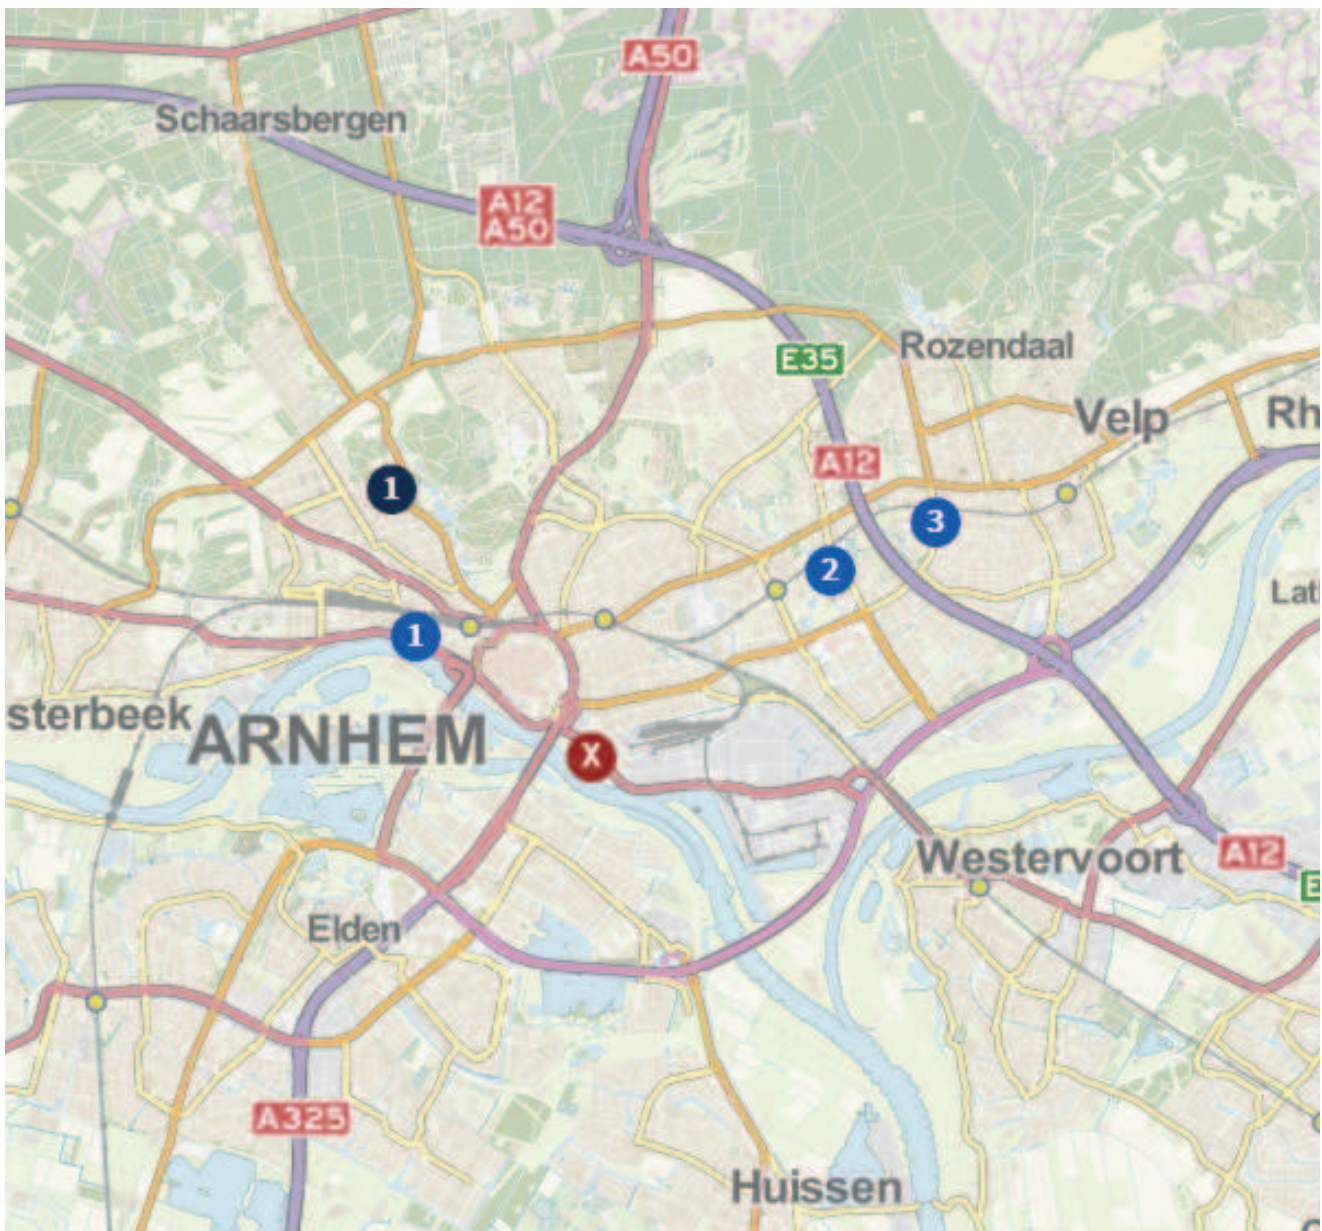 A50
Schaarsbergen
A12
A50
E35
Rozendaal
Velp
Rh
A12
1
3
2
Lat
1
sterbeek
ARNHEM
X
Westervoort
A12
E
Elden
A325
Huissen